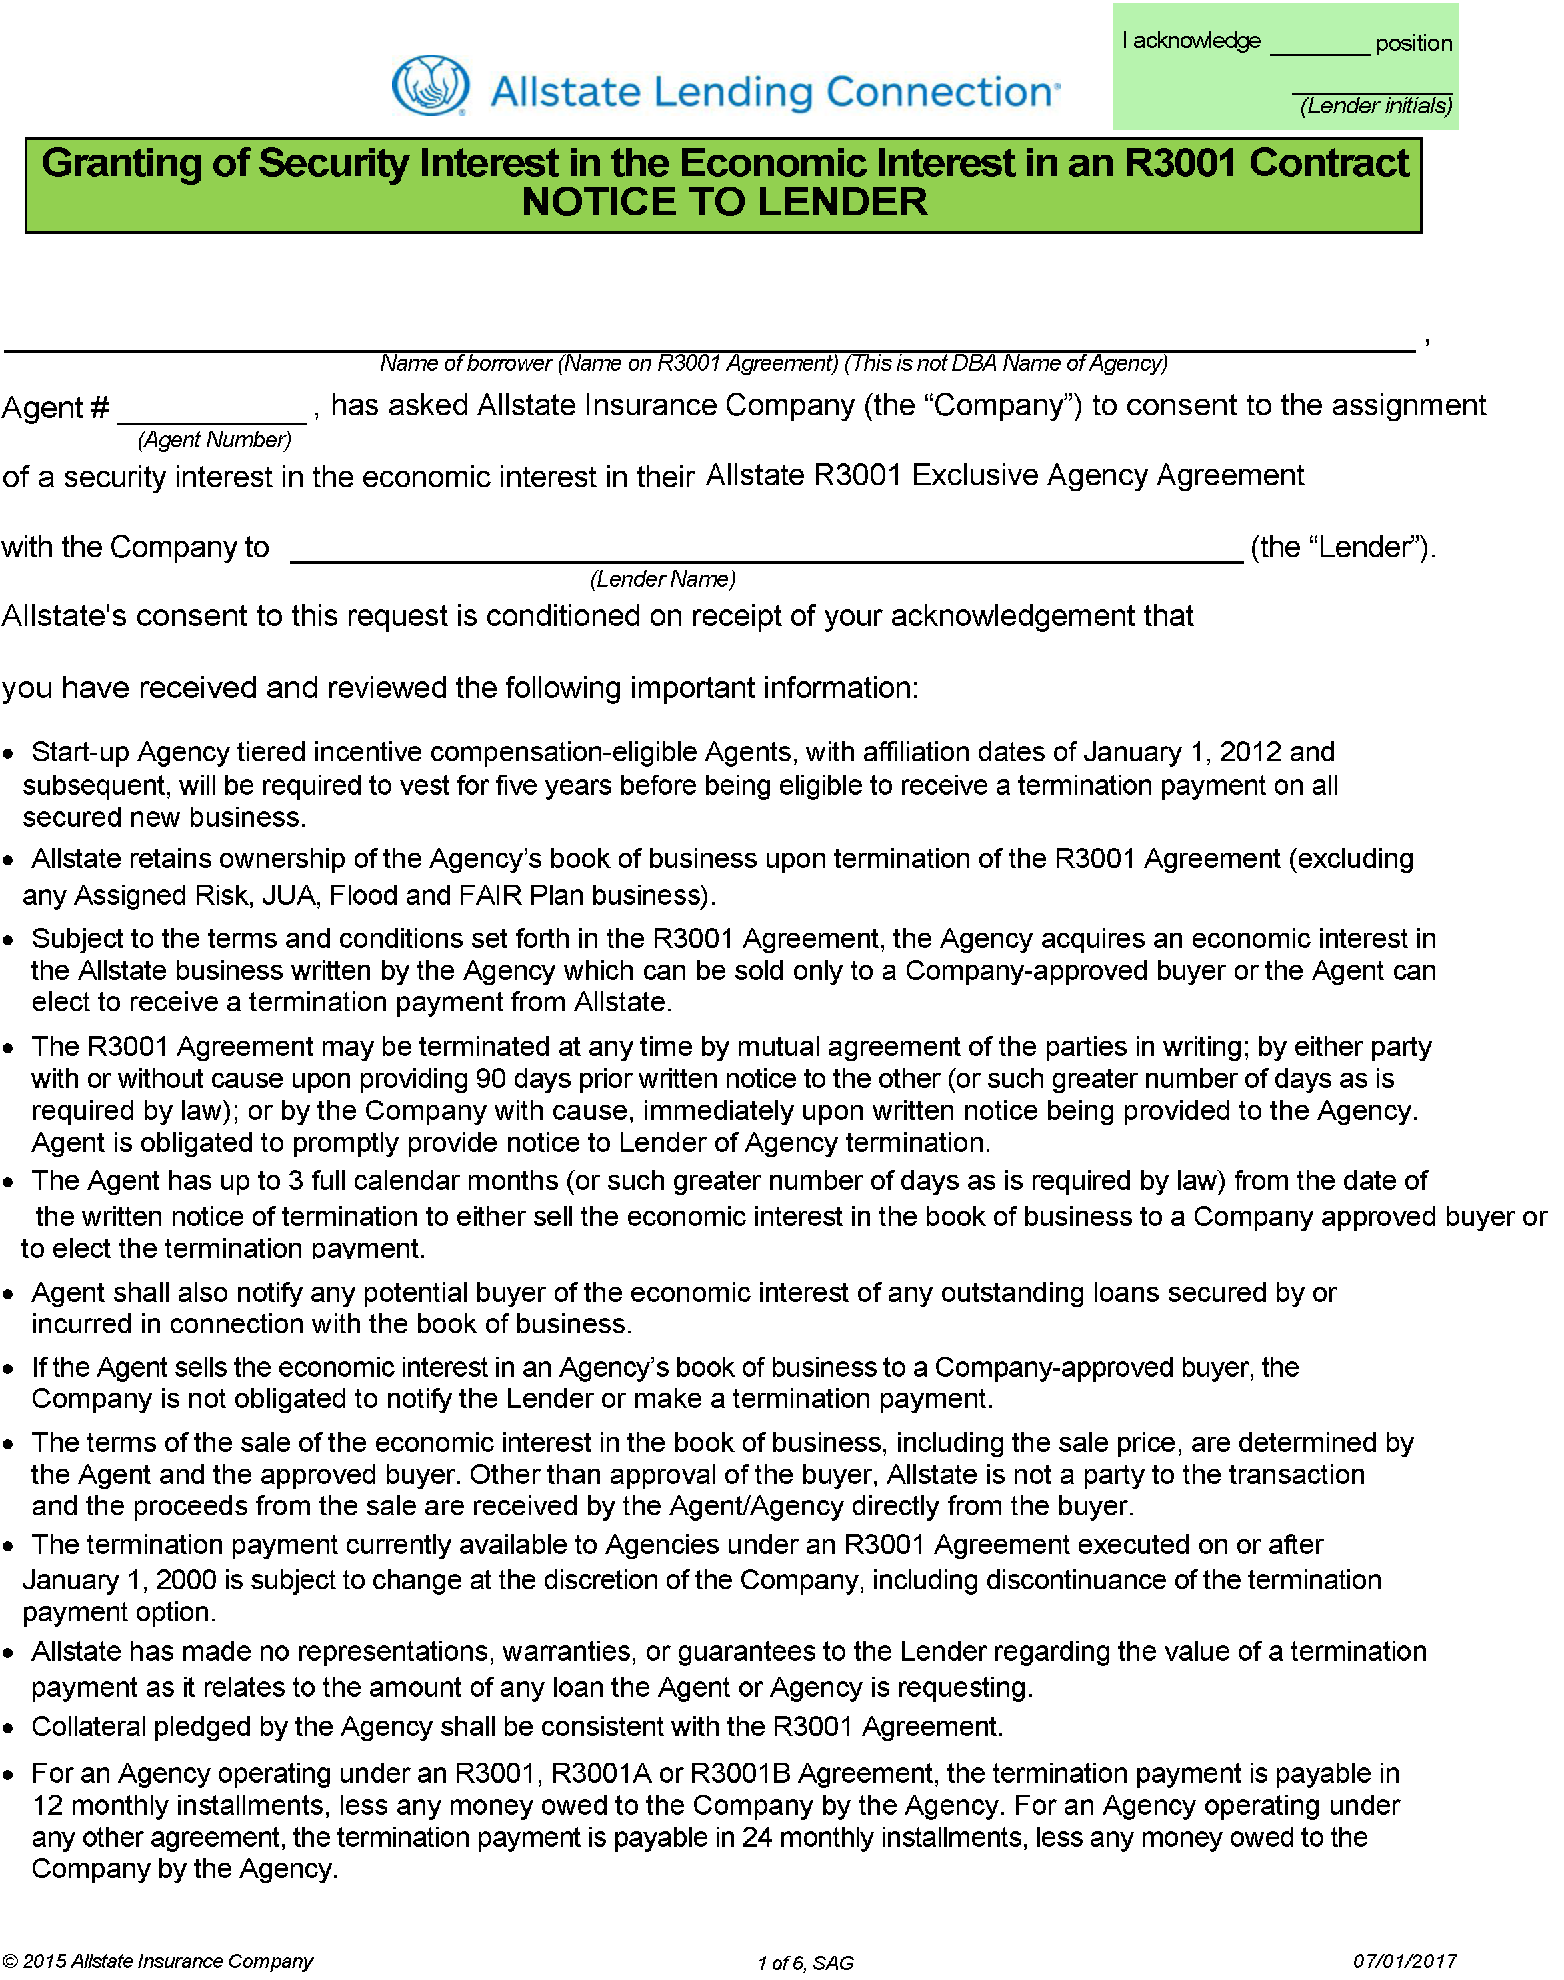 I acknowledge ________ position
(Lender initials)
Allstate Lending Connection®
Granting of Security Interest in the Economic Interest in an R3001 Contract
NOTICE TO LENDER
,
Name of borrower (Name on R3001 Agreement) (This is not DBA Name of Agency)
Agent # ____________ , has asked Allstate Insurance Company (the “Company”) to consent to the assignment
(Agent Number)
of a security interest in the economic interest in their Allstate R3001 Exclusive Agency Agreement
with the Company to ____________ (the “Lender”).
(Lender Name)
Allstate's consent to this request is conditioned on receipt of your acknowledgement that
you have received and reviewed the following important information:
• Start-up Agency tiered incentive compensation-eligible Agents, with affiliation dates of January 1, 2012 and
subsequent, will be required to vest for five years before being eligible to receive a termination payment on all
secured new business.
• Allstate retains ownership of the Agency’s book of business upon termination of the R3001 Agreement (excluding
any Assigned Risk, JUA, Flood and FAIR Plan business).
• Subject to the terms and conditions set forth in the R3001 Agreement, the Agency acquires an economic interest in
the Allstate business written by the Agency which can be sold only to a Company-approved buyer or the Agent can
elect to receive a termination payment from Allstate.
• The R3001 Agreement may be terminated at any time by mutual agreement of the parties in writing; by either party
with or without cause upon providing 90 days prior written notice to the other (or such greater number of days as is
required by law); or by the Company with cause, immediately upon written notice being provided to the Agency.
Agent is obligated to promptly provide notice to Lender of Agency termination.
• The Agent has up to 3 full calendar months (or such greater number of days as is required by law) from the date of
the written notice of termination to either sell the economic interest in the book of business to a Company approved buyer or
to elect the termination payment.
• Agent shall also notify any potential buyer of the economic interest of any outstanding loans secured by or
incurred in connection with the book of business.
• If the Agent sells the economic interest in an Agency’s book of business to a Company-approved buyer, the
Company is not obligated to notify the Lender or make a termination payment.
• The terms of the sale of the economic interest in the book of business, including the sale price, are determined by
the Agent and the approved buyer. Other than approval of the buyer, Allstate is not a party to the transaction
and the proceeds from the sale are received by the Agent/Agency directly from the buyer.
• The termination payment currently available to Agencies under an R3001 Agreement executed on or after
January 1, 2000 is subject to change at the discretion of the Company, including discontinuance of the termination
payment option.
• Allstate has made no representations, warranties, or guarantees to the Lender regarding the value of a termination
payment as it relates to the amount of any loan the Agent or Agency is requesting.
• Collateral pledged by the Agency shall be consistent with the R3001 Agreement.
• For an Agency operating under an R3001, R3001A or R3001B Agreement, the termination payment is payable in
12 monthly installments, less any money owed to the Company by the Agency. For an Agency operating under
any other agreement, the termination payment is payable in 24 monthly installments, less any money owed to the
Company by the Agency.
© 2015 Allstate Insurance Company 1 of 6, SAG 07/01/2017